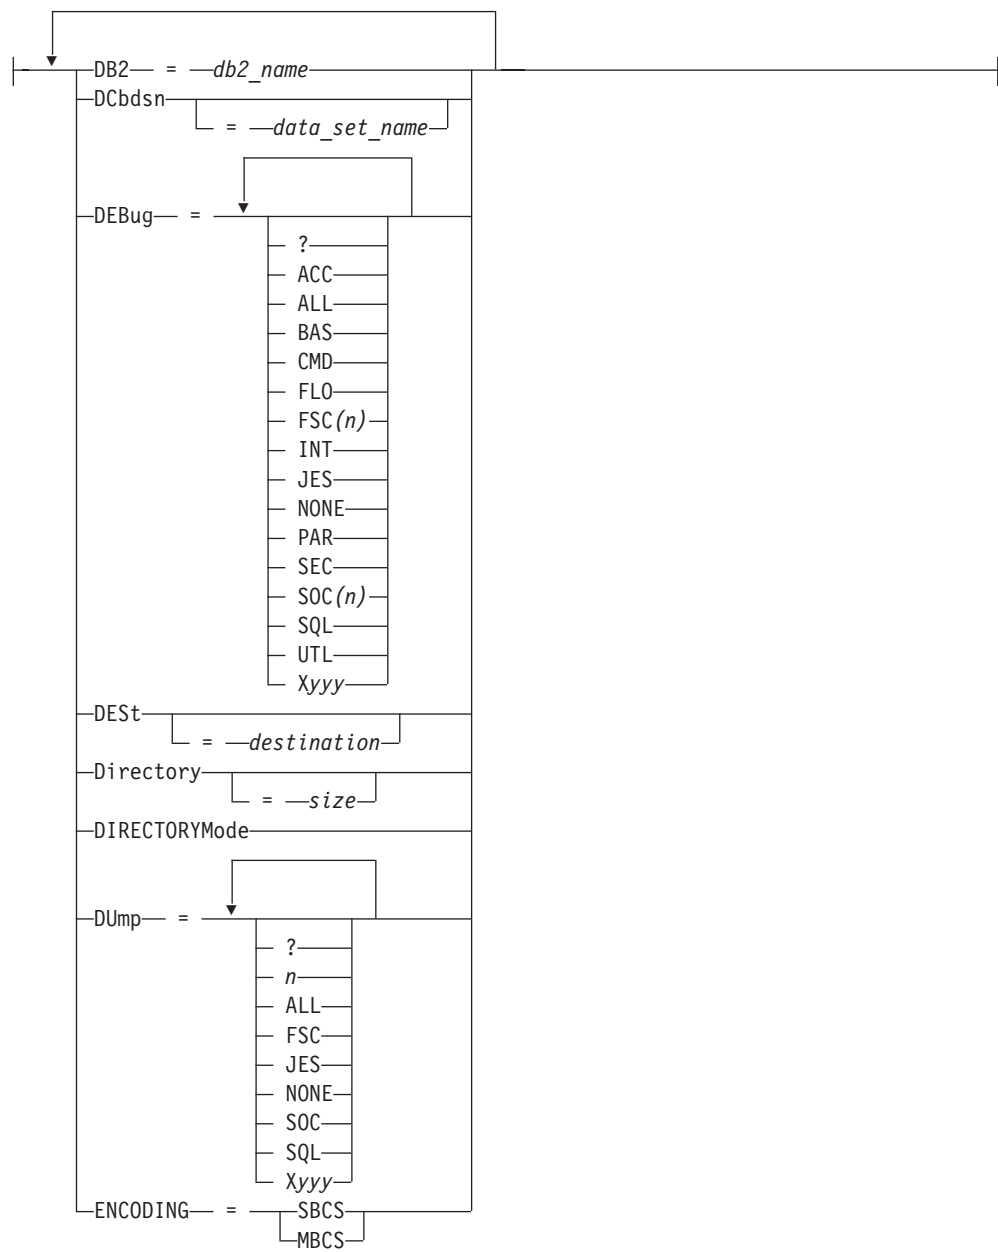 DB2 = db2_name
DCbdsn
= data_set_name
DEBug =
?
ACC
ALL
BAS
CMD
FLO
FSC(n)
INT
JES
NONE
PAR
SEC
SOC(n)
SQL
UTL
Xyyy
DESt
= destination
Directory
= size
DIRECTORYMode
DUmp =
?
n
ALL
FSC
JES
NONE
SOC
SQL
Xyyy
ENCODING = SBCS
MBCS